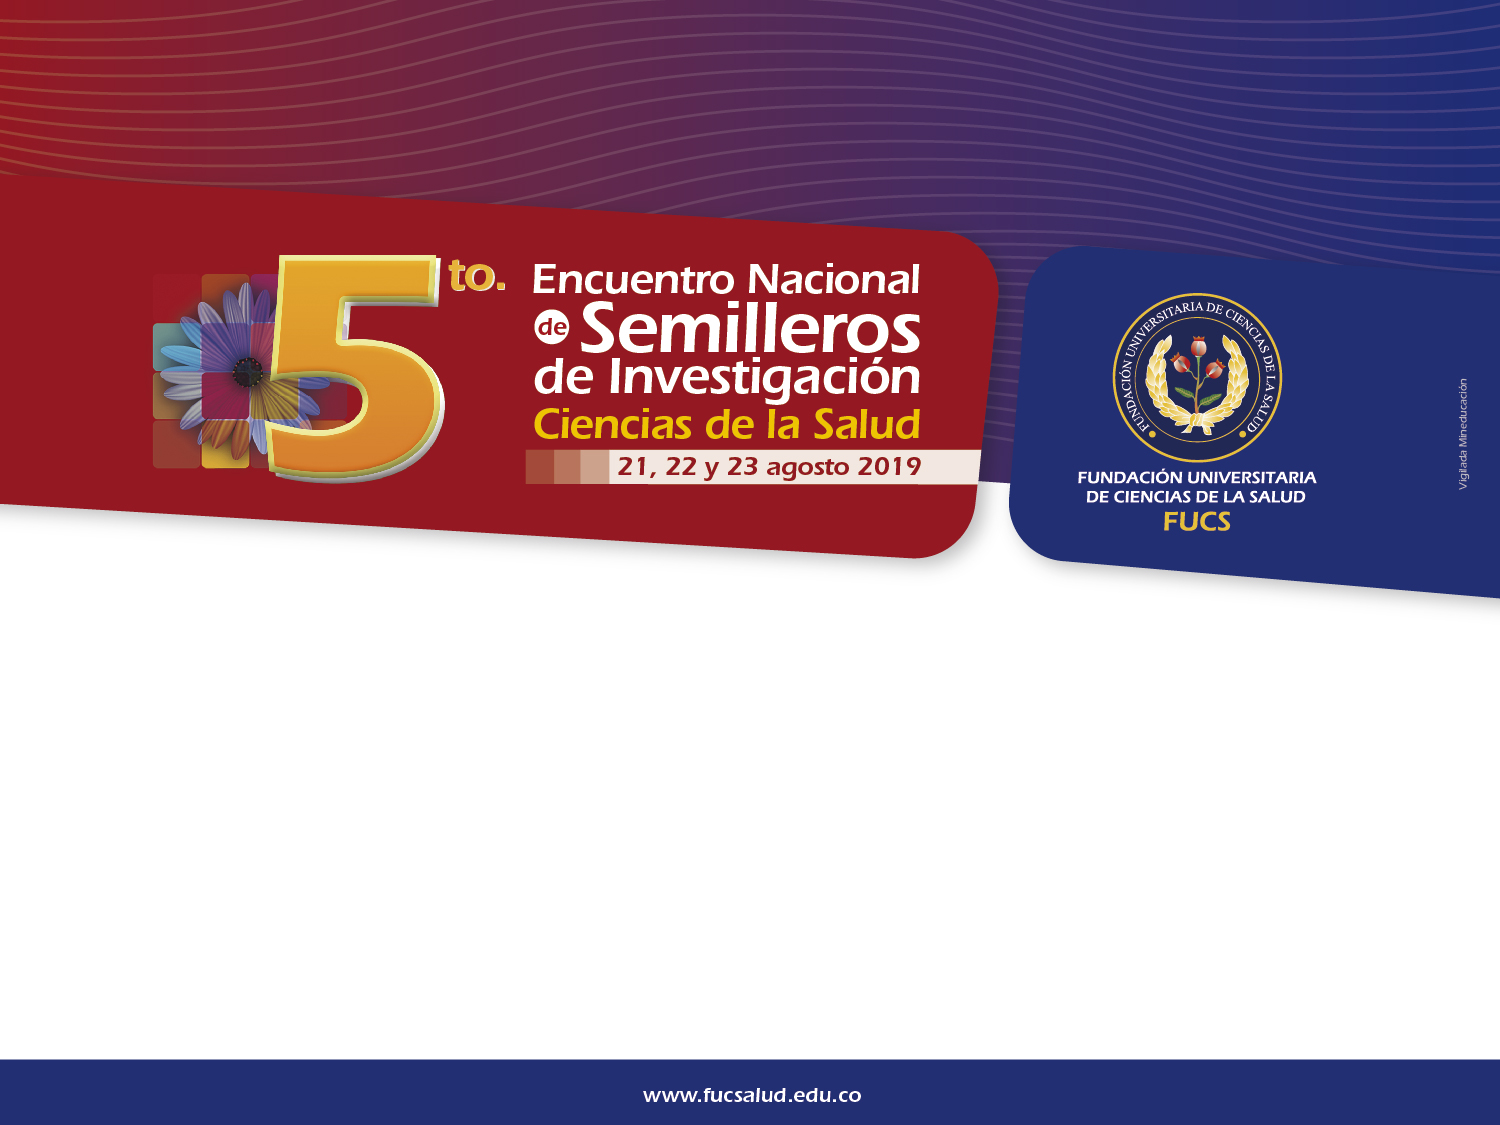 5to.
Encuentro Nacional
de Semilleros
de Investigación
Ciencias de la Salud
21, 22 y 23 agosto 2019
FUNDACIÓN UNIVERSITARIA DE CIENCIAS DE LA SALUD
FUNDACIÓN UNIVERSITARIA
DE CIENCIAS DE LA SALUD
FUCS
Vigilada Mineducación
www.fucsalud.edu.co